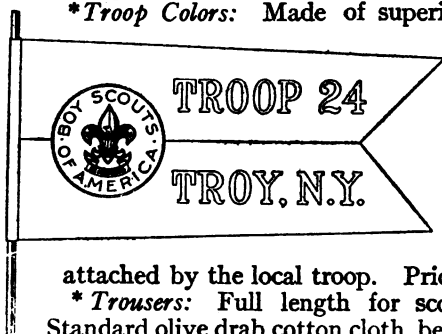 *Troop Colors: Made of superi
BOY SCOUTS
OF AMERICA
TROOP 24
TROY, N.Y.
attached by the local troop. Pric
* Trousers: Full length for sco
Standard olive drab cotton cloth, be